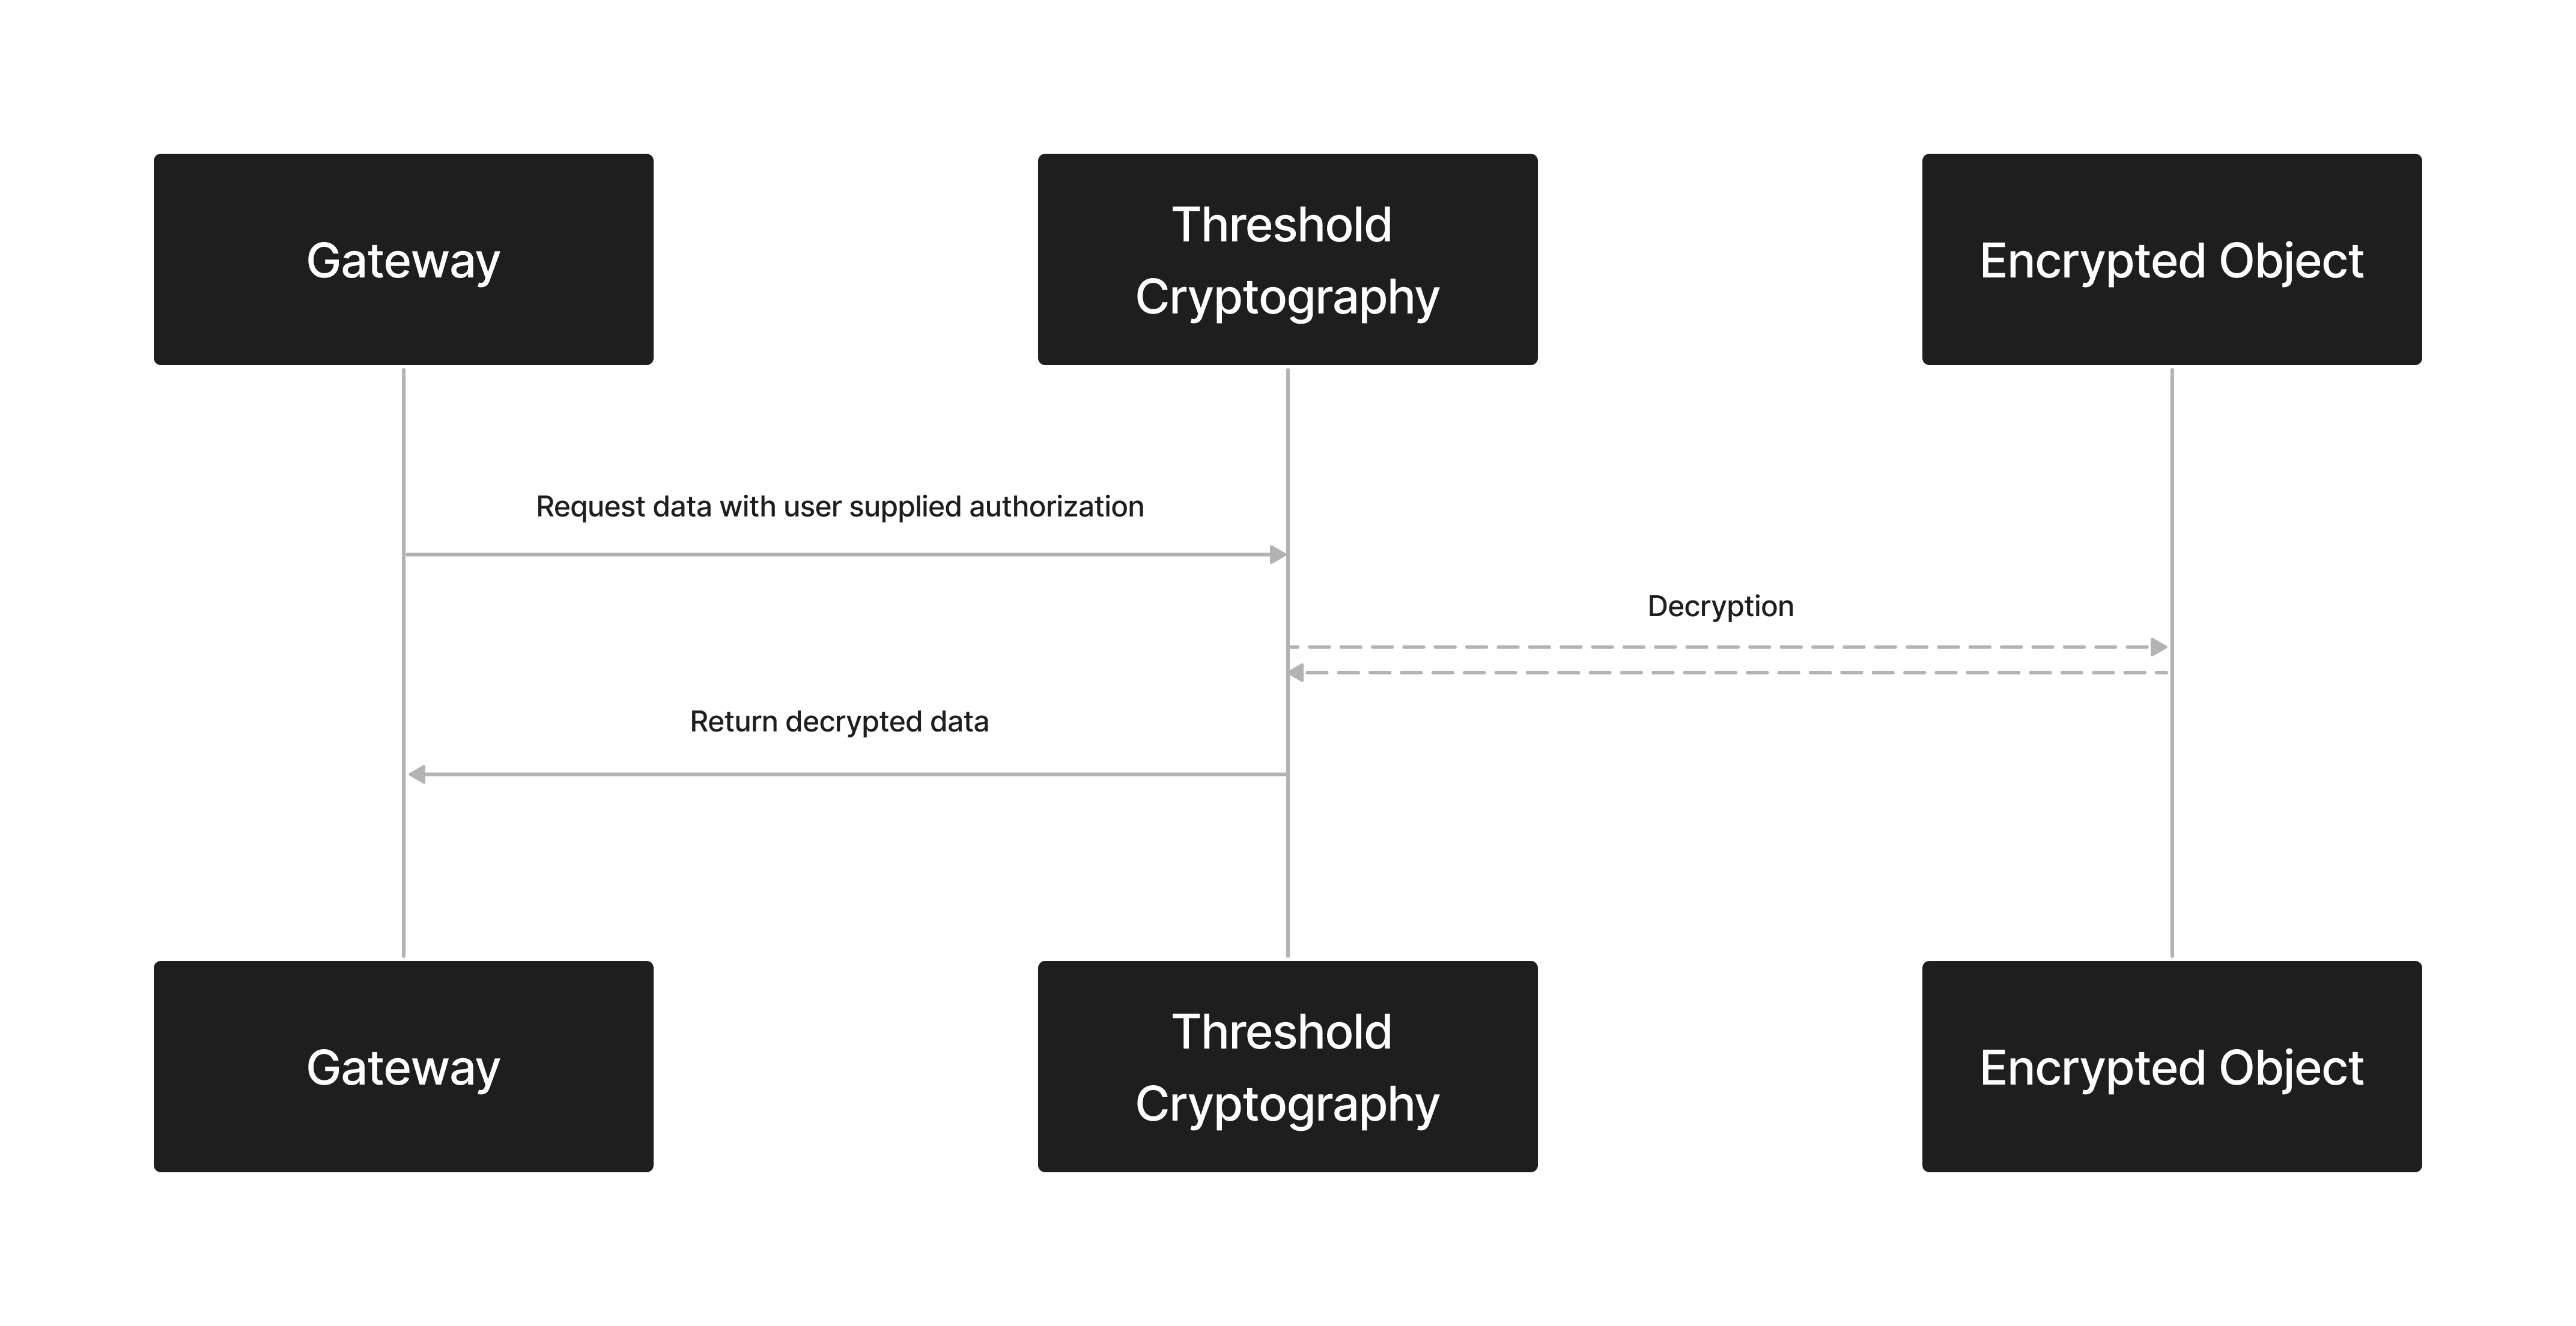 Gateway
Threshold
Cryptography
Encrypted Object
Request data with user supplied authorization
Decryption
Return decrypted data
Gateway
Threshold
Cryptography
Encrypted Object